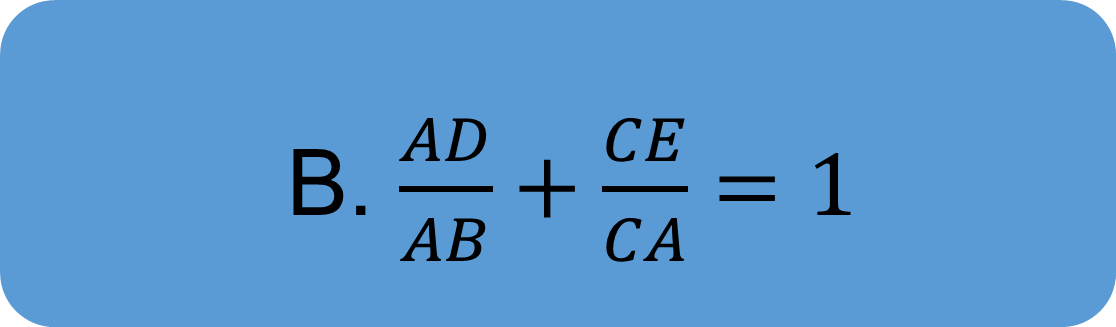 B. AD/AB + CE/CA = 1